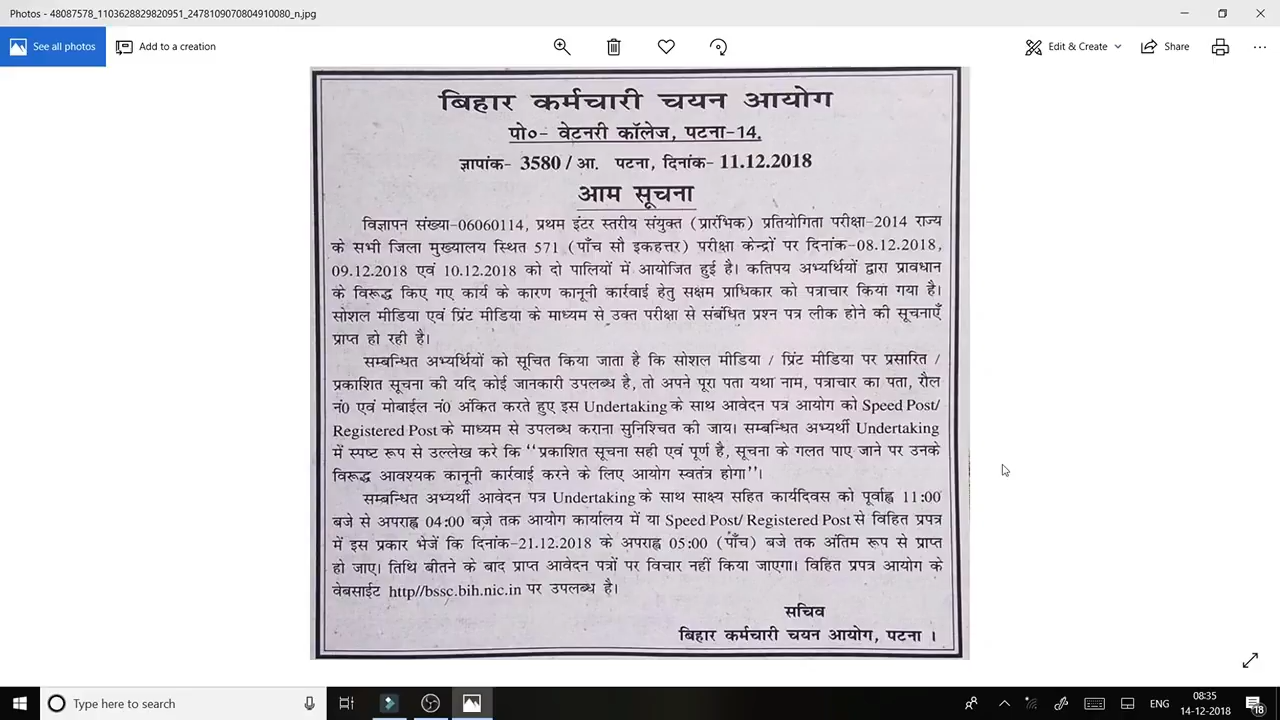 Photos - 48087578_1103628829820951_2478109070804910080_n.jpg
See all photos
Add to a creation
Edit & Create
Share
बिहार कर्मचारी चयन आयोग
पो०- वेटनरी कॉलेज, पटना-14.
ज्ञापांक- 3580/आ. पटना, दिनांक- 11.12.2018
आम सूचना
विज्ञापन संख्या-06060114, प्रथम इंटर स्तरीय संयुक्त (प्रारंभिक) प्रतियोगिता परीक्षा-2014 राज्य
के सभी जिला मुख्यालय स्थित 571 (पाँच सौ इकहत्तर) परीक्षा केन्द्रों पर दिनांक-08.12.2018,
09.12.2018 एवं 10.12.2018 को दो पालियों में आयोजित हुई है। कतिपय अभ्यर्थियों द्वारा प्रावधान
के विरूद्ध किए गए कार्य के कारण कानूनी कार्रवाई हेतु सक्षम प्राधिकार को पत्राचार किया गया है।
सोशल मीडिया एवं प्रिंट मीडिया के माध्यम से उक्त परीक्षा से संबंधित प्रश्न पत्र लीक होने की सूचनाएँ
प्राप्त हो रही है।
सम्बन्धित अभ्यर्थियों को सूचित किया जाता है कि सोशल मीडिया / प्रिंट मीडिया पर प्रसारित /
प्रकाशित सूचना की यदि कोई जानकारी उपलब्ध है, तो अपने पूरा पता यथा नाम, पत्राचार का पता, रौल
नं0 एवं मोबाईल नं0 अंकित करते हुए इस Undertaking के साथ आवेदन पत्र आयोग को Speed Post/
Registered Post के माध्यम से उपलब्ध कराना सुनिश्चित की जाय। सम्बन्धित अभ्यर्थी Undertaking
में स्पष्ट रूप से उल्लेख करे कि "प्रकाशित सूचना सही एवं पूर्ण है, सूचना के गलत पाए जाने पर उनके
विरूद्ध आवश्यक कानूनी कार्रवाई करने के लिए आयोग स्वतंत्र होगा"।
सम्बन्धित अभ्यर्थी आवेदन पत्र Undertaking के साथ साक्ष्य सहित कार्यदिवस को पूर्वाह्न 11:00
बजे से अपराह्न 04:00 बजे तक आयोग कार्यालय में या Speed Post/ Registered Post से विहित प्रपत्र
में इस प्रकार भेजें कि दिनांक-21.12.2018 के अपराह्न 05:00 (पाँच) बजे तक अंतिम रूप से प्राप्त
हो जाए। तिथि बीतने के बाद प्राप्त आवेदन पत्रों पर विचार नहीं किया जाएगा। विहित प्रपत्र आयोग के
वेबसाईट http//bssc.bih.nic.in पर उपलब्ध है।
सचिव
बिहार कर्मचारी चयन आयोग, पटना ।
Type here to search
ENG
08:35
14-12-2018
18